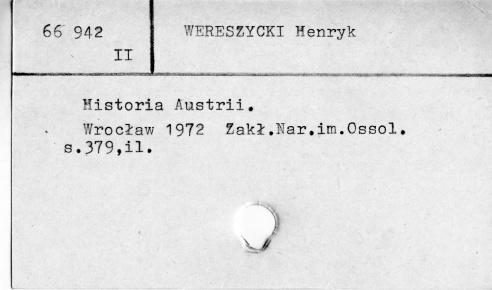 66 942 WERESZYCKI Henryk
II
Historia Austrii.
Wrocław 1972 Zakł.Nar.im.Ossol.
s.379,il.